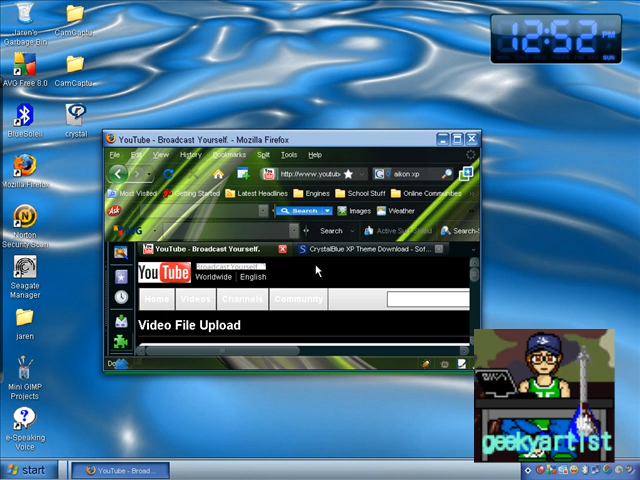 Jaren's
Garbage Bin
CamCaptu..
AVG Free 8.0
CamCaptu..
BlueSoleil
crystal
Mozilla Firefox
Norton
Security Scan
Seagate
Manager
jaren
Mini GIMP
Projects
e-Speaking
Voice
12:52 PM
SUN
YouTube - Broadcast Yourself. - Mozilla Firefox
File Edit View History Bookmarks Split Tools Help
http://www.youtub
aikon xp
Most Visited Getting Started Latest Headlines Engines School Stuff Online Communities
Ask Search Images Weather
Search Active Su Search-S
YouTube - Broadcast Yourself. CrystalBlue XP Theme Download - Sof...
YouTube Broadcast Yourself
Worldwide English
Home Videos Channels Community
Video File Upload
geekyartist
start YouTube - Broad...